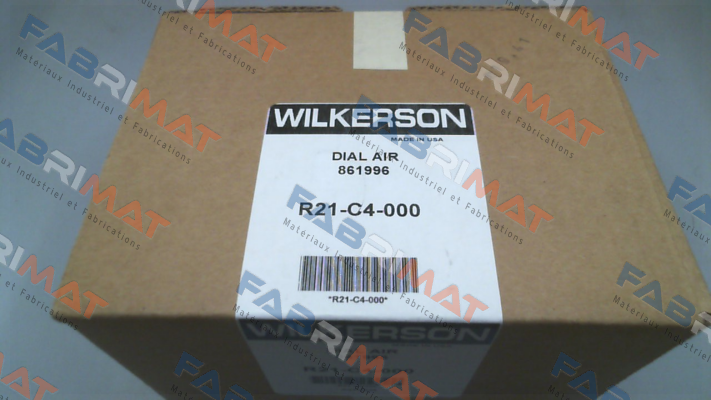 WILKERSON
MADE IN USA
DIAL AIR
861996
R21-C4-000
*R21-C4-000*
WILKERSON
AIR
FABRIMAT
Materiaux Industriel et Fabrications